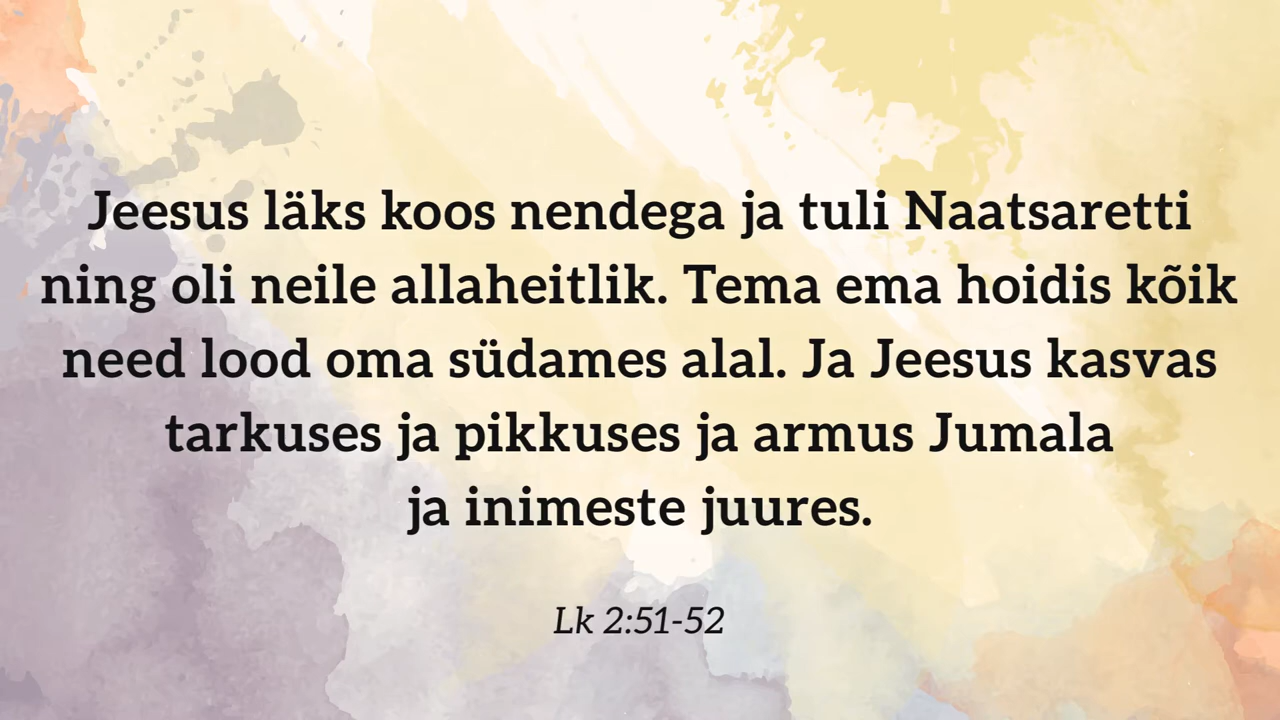 Jeesus läks koos nendega ja tuli Naatsaretti
ning oli neile allaheitlik. Tema ema hoidis kõik
need lood oma südames alal. Ja Jeesus kasvas
tarkuses ja pikkuses ja armus Jumala
ja inimeste juures.
Lk 2:51-52